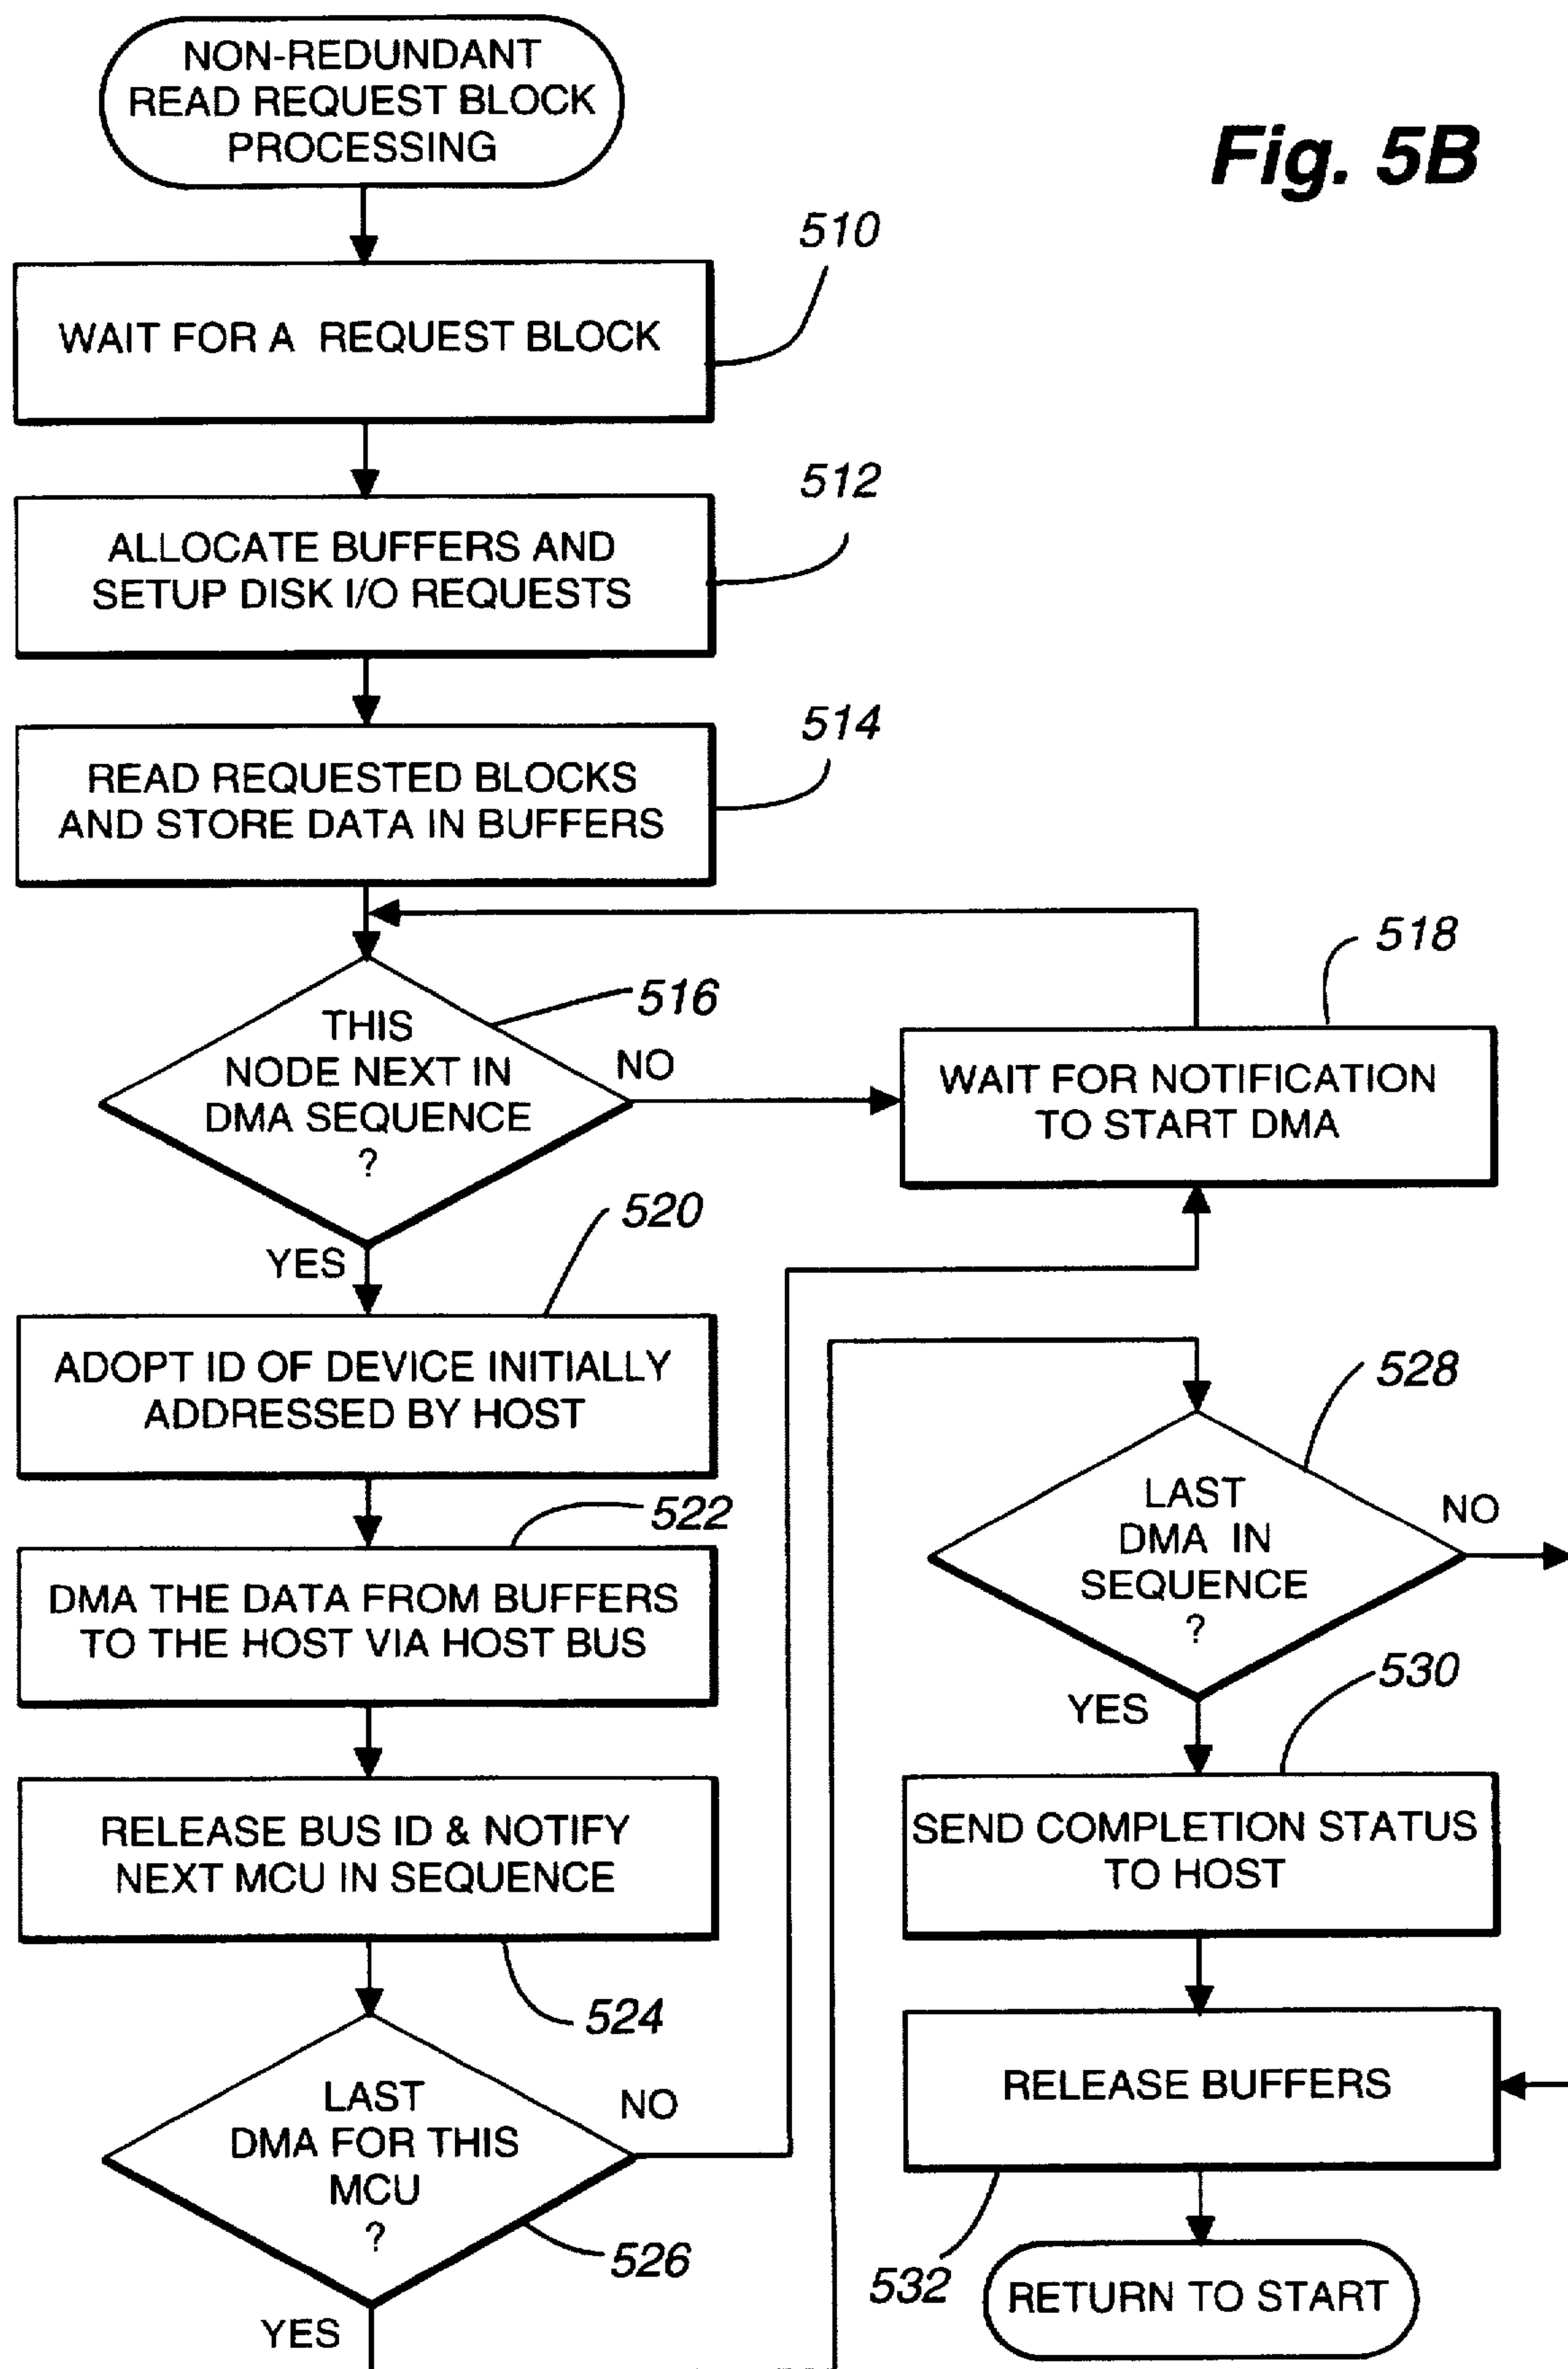 NON-REDUNDANT
READ REQUEST BLOCK
PROCESSING
Fig. 5B
510
WAIT FOR A REQUEST BLOCK
512
ALLOCATE BUFFERS AND
SETUP DISK I/O REQUESTS
514
READ REQUESTED BLOCKS
AND STORE DATA IN BUFFERS
516
THIS
NODE NEXT IN
DMA SEQUENCE
?
NO
YES
518
WAIT FOR NOTIFICATION
TO START DMA
520
ADOPT ID OF DEVICE INITIALLY
ADDRESSED BY HOST
522
DMA THE DATA FROM BUFFERS
TO THE HOST VIA HOST BUS
RELEASE BUS ID & NOTIFY
NEXT MCU IN SEQUENCE
524
LAST
DMA FOR THIS
MCU
?
NO
526
YES
528
LAST
DMA IN
SEQUENCE
?
NO
YES
530
SEND COMPLETION STATUS
TO HOST
RELEASE BUFFERS
532
RETURN TO START